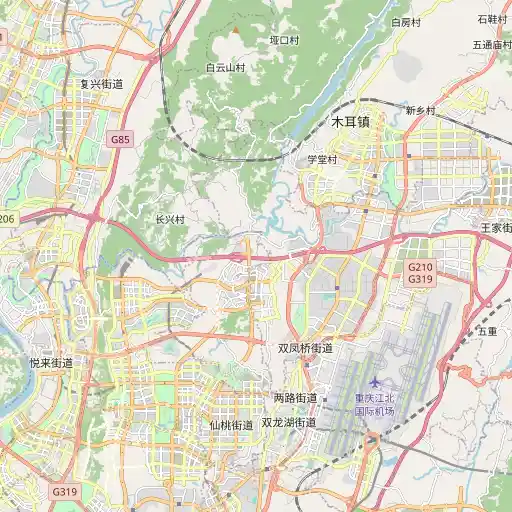 石鞋村
白房村
垭口村
五通庙村
白云山村
复兴街道
新乡村
木耳镇
G85
学堂村
206
长兴村
王家街
G210
G319
五重
双凤桥街道
悦来街道
重庆江北
国际机场
两路街道
仙桃街道
双龙湖街道
G319